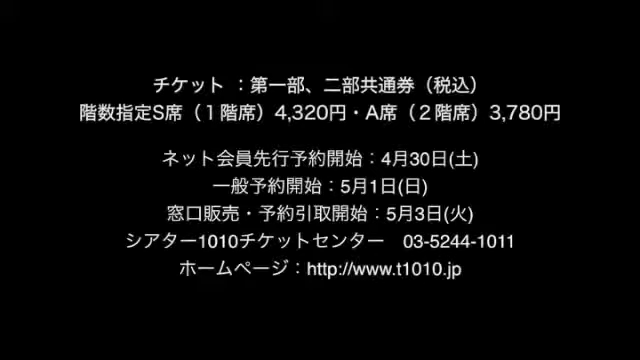 チケット ：第一部、二部共通券（税込）
階数指定S席（１階席）4,320円・A席（２階席）3,780円
ネット会員先行予約開始：4月30日(土)
一般予約開始：5月1日(日)
窓口販売・予約引取開始：5月3日(火)
シアター1010チケットセンター　03-5244-1011
ホームページ：http://www.t1010.jp